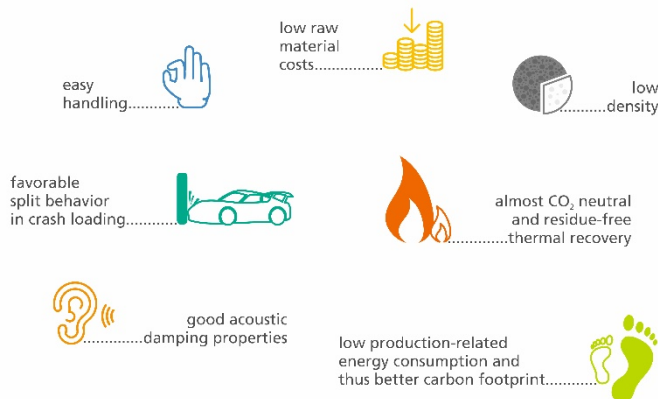 low raw
material
costs..............
easy
handling...........
low
...........density
favorable
split behavior
in crash loading...........
almost CO₂ neutral
and residue-free
.............thermal recovery
good acoustic
.............damping properties
low production-related
energy consumption and
thus better carbon footprint...........